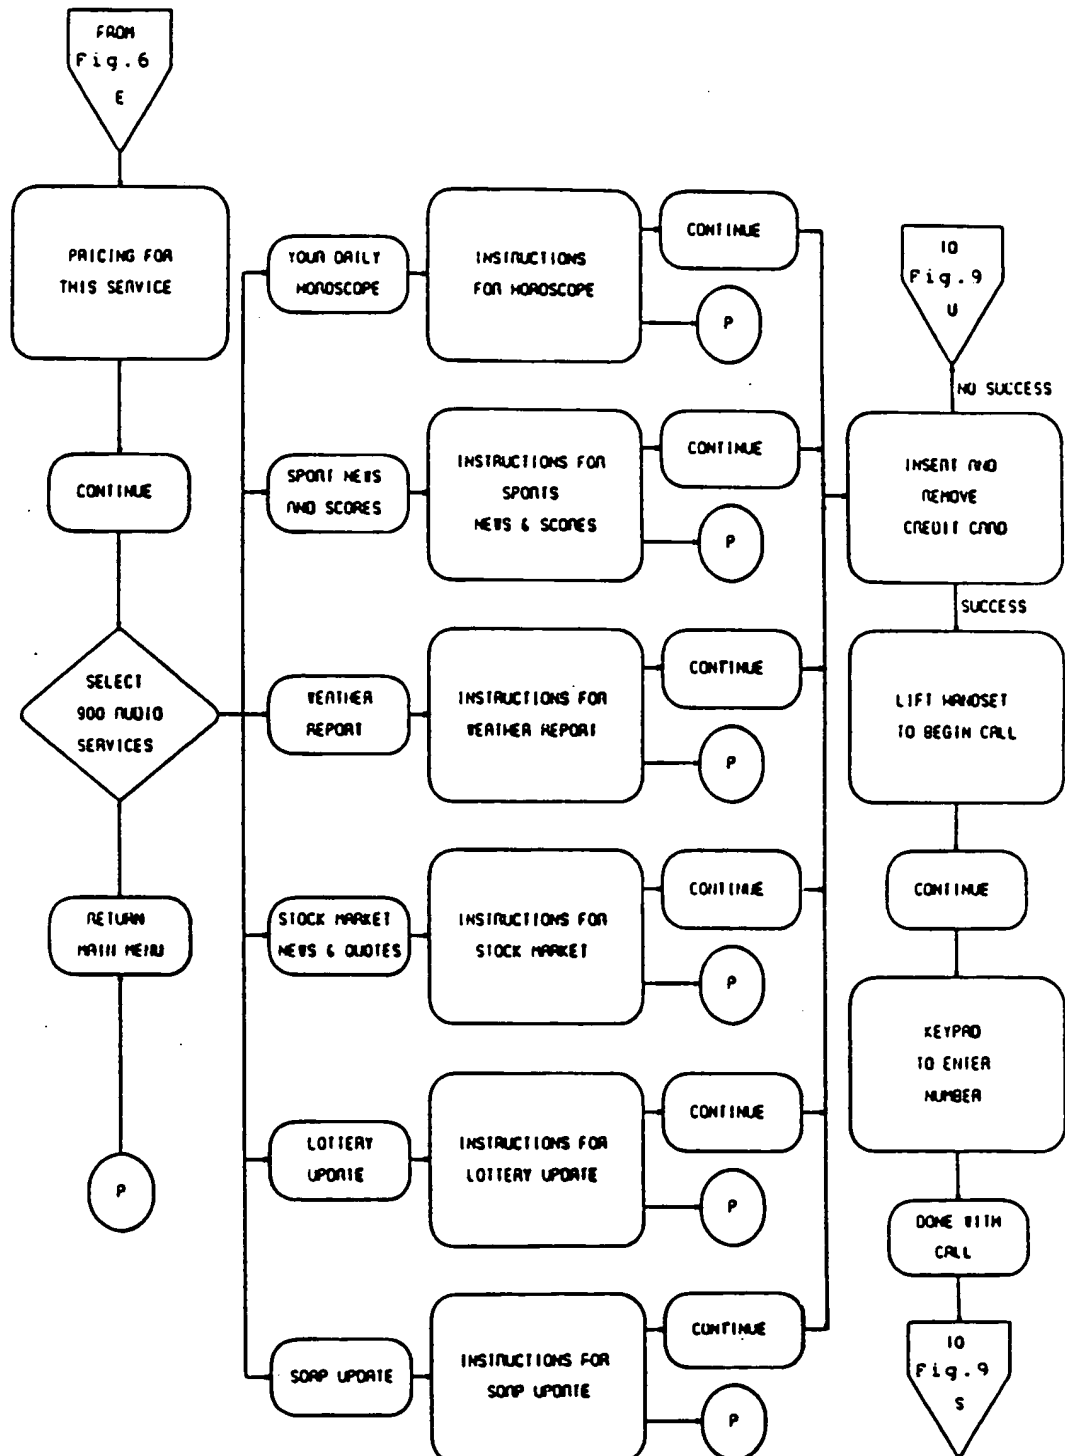 FROM
Fig.6
E
PRICING FOR
THIS SERVICE
CONTINUE
SELECT
900 AUDIO
SERVICES
RETURN
MAIN MENU
P
YOUR DAILY
HOROSCOPE
INSTRUCTIONS
FOR HOROSCOPE
CONTINUE
P
SPORT NEWS
AND SCORES
INSTRUCTIONS FOR
SPORTS
NEWS & SCORES
CONTINUE
P
WEATHER
REPORT
INSTRUCTIONS FOR
WEATHER REPORT
CONTINUE
P
STOCK MARKET
NEWS & QUOTES
INSTRUCTIONS FOR
STOCK MARKET
CONTINUE
P
LOTTERY
UPDATE
INSTRUCTIONS FOR
LOTTERY UPDATE
CONTINUE
P
SOAP UPDATE
INSTRUCTIONS FOR
SOAP UPDATE
CONTINUE
P
TO
Fig.9
U
NO SUCCESS
INSERT AND
REMOVE
CREDIT CARD
SUCCESS
LIFT HANDSET
TO BEGIN CALL
CONTINUE
KEYPAD
TO ENTER
NUMBER
DONE WITH
CALL
TO
Fig.9
S